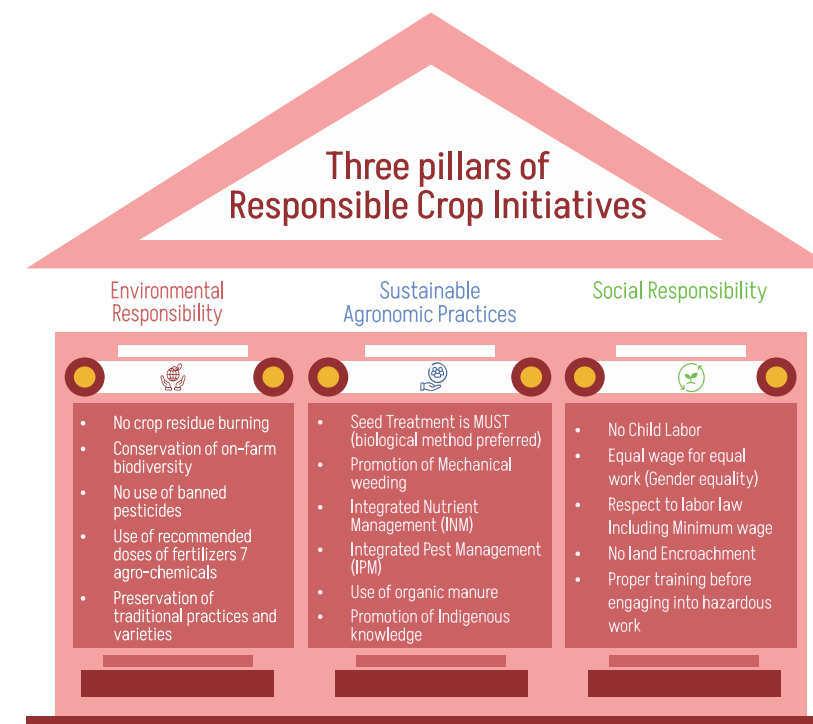 Three pillars of
Responsible Crop Initiatives
Environmental
Responsibility
• No crop residue burning
• Conservation of on-farm
biodiversity
• No use of banned
pesticides
• Use of recommended
doses of fertilizers 7
agro-chemicals
• Preservation of
traditional practices and
varieties
Sustainable
Agronomic Practices
• Seed Treatment is MUST
(biological method preferred)
• Promotion of Mechanical
weeding
• Integrated Nutrient
Management (INM)
• Integrated Pest Management
(IPM)
• Use of organic manure
• Promotion of Indigenous
knowledge
Social Responsibility
• No Child Labor
• Equal wage for equal
work (Gender equality)
• Respect to labor law
Including Minimum wage
• No land Encroachment
• Proper training before
engaging into hazardous
work